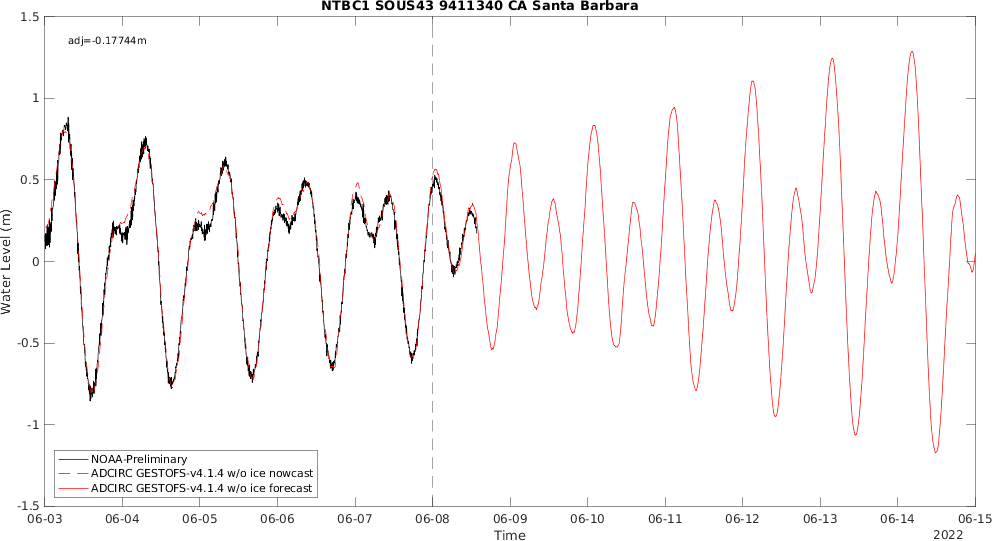 NTBC1 SOUS43 9411340 CA Santa Barbara
1.5
adj=-0.17744m
1
0.5
0
-0.5
-1
-1.5
Water Level (m)
NOAA-Preliminary
ADCIRC GESTOFS-v4.1.4 w/o ice nowcast
ADCIRC GESTOFS-v4.1.4 w/o ice forecast
06-03 06-04 06-05 06-06 06-07 06-08 06-09 06-10 06-11 06-12 06-13 06-14 06-15
Time
2022